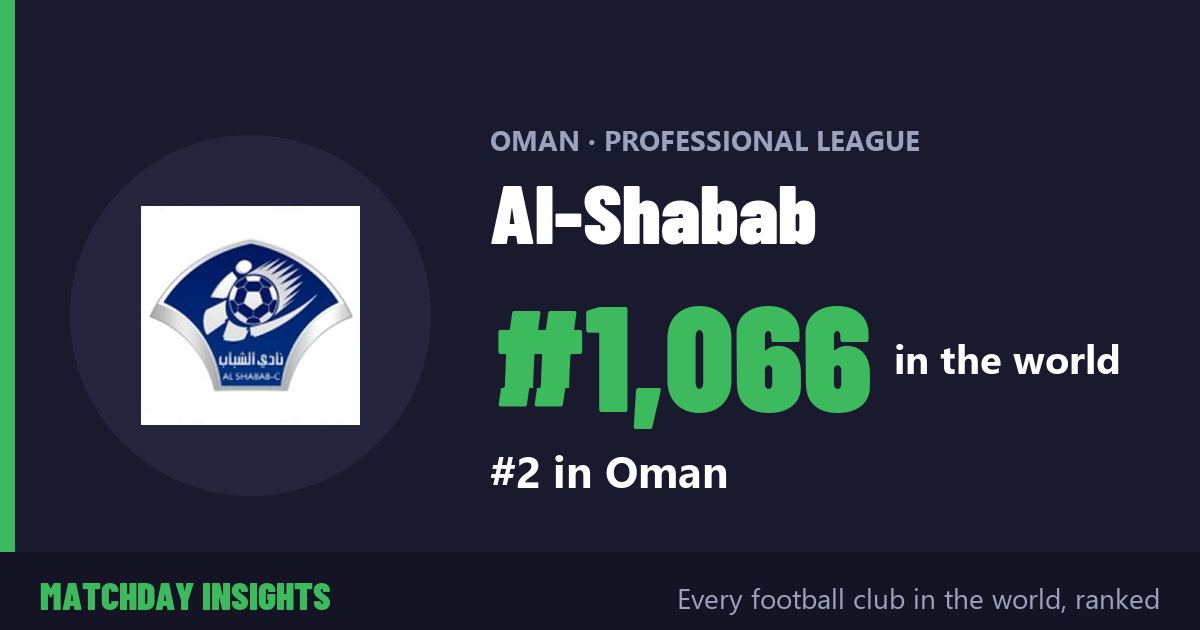 OMAN · PROFESSIONAL LEAGUE
Al-Shabab
#1,066 in the world
#2 in Oman
نادي الشباب
AL SHABAB-C
MATCHDAY INSIGHTS
Every football club in the world, ranked